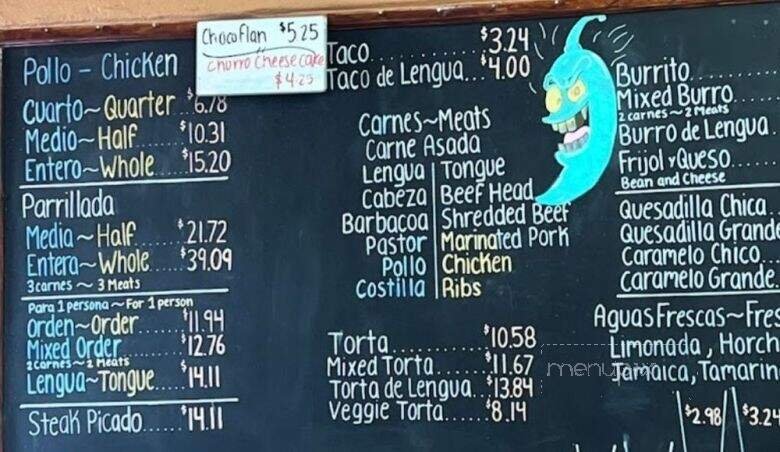 Chocoflan $5.25
Churro Cheesecake
$4.25
Pollo - Chicken
Cuarto~Quarter $6.78
Medio~Half $10.31
Entero~Whole.....$15.20
Parrillada
Media~Half.......$21.72
Entera~Whole.....$39.09
3 carnes ~ 3 Meats
Para 1 persona ~ For 1 person
Orden~Order.......$11.94
Mixed Order.......$12.76
2 Carnes~2 Meats
Lengua~Tongue.....$14.11
Steak Picado......$14.11
Taco..............$3.24
Taco de Lengua...$4.00
Carnes~Meats
Carne Asada
Lengua | Tongue
Cabeza | Beef Head
Barbacoa | Shredded Beef
Pastor | Marinated Pork
Pollo | Chicken
Costilla | Ribs
Torta............$10.58
Mixed Torta......$11.67
Torta de Lengua..$13.84
Veggie Torta......$8.14
Burrito.......
Mixed Burro.....
2 carnes ~ 2 Meats
Burro de Lengua
Frijol y Queso......
Bean and Cheese
Quesadilla Chica
Quesadilla Grande
Caramelo Chico...
Caramelo Grande.
Aguas Frescas~Fres
Limonada, Horch
Jamaica, Tamarin
$2.98 $3.24